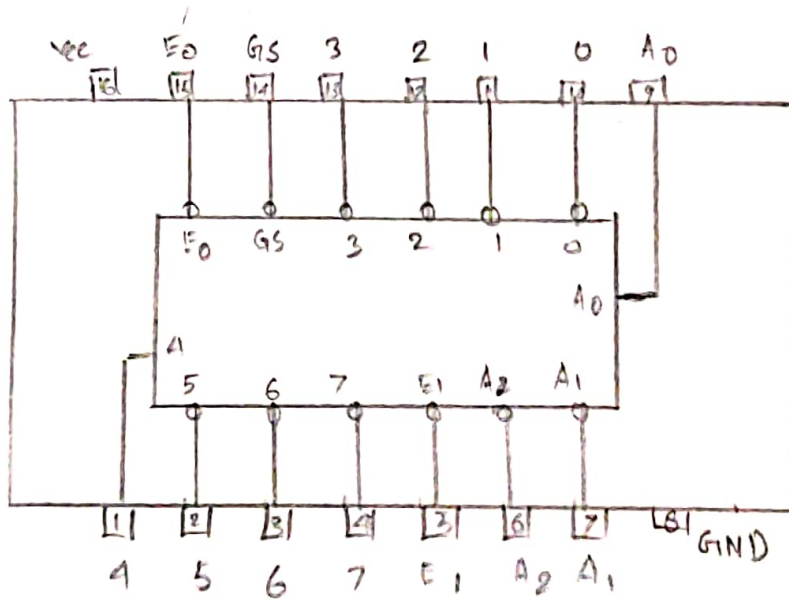 Vcc E0 GS 3 2 1 0 A0
16 15 14 13 12 11 10 9
E0 GS 3 2 1 0
A0
4
5 6 7 E1 A2 A1
1 2 3 4 5 6 7 8
GND
4 5 6 7 E1 A2 A1